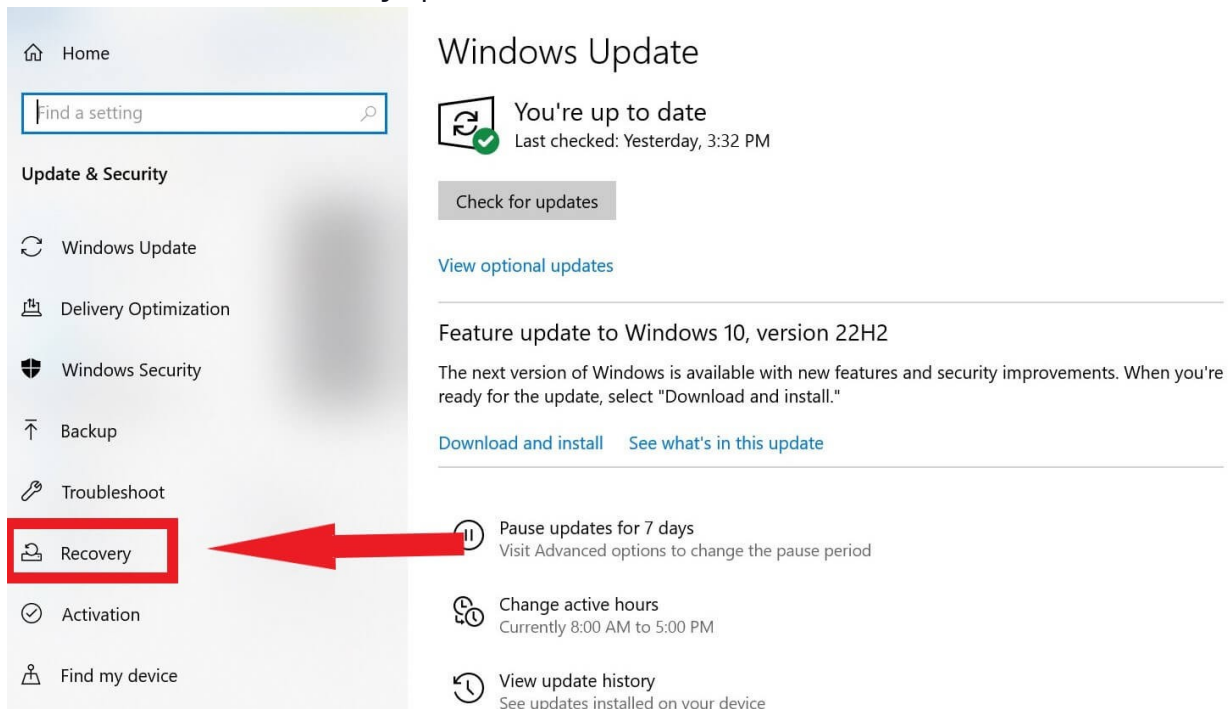 Home
Find a setting
Update & Security
Windows Update
Delivery Optimization
Windows Security
Backup
Troubleshoot
Recovery
Activation
Find my device
Windows Update
You're up to date
Last checked: Yesterday, 3:32 PM
Check for updates
View optional updates
Feature update to Windows 10, version 22H2
The next version of Windows is available with new features and security improvements. When you're
ready for the update, select "Download and install."
Download and install See what's in this update
Pause updates for 7 days
Visit Advanced options to change the pause period
Change active hours
Currently 8:00 AM to 5:00 PM
View update history
See updates installed on your device